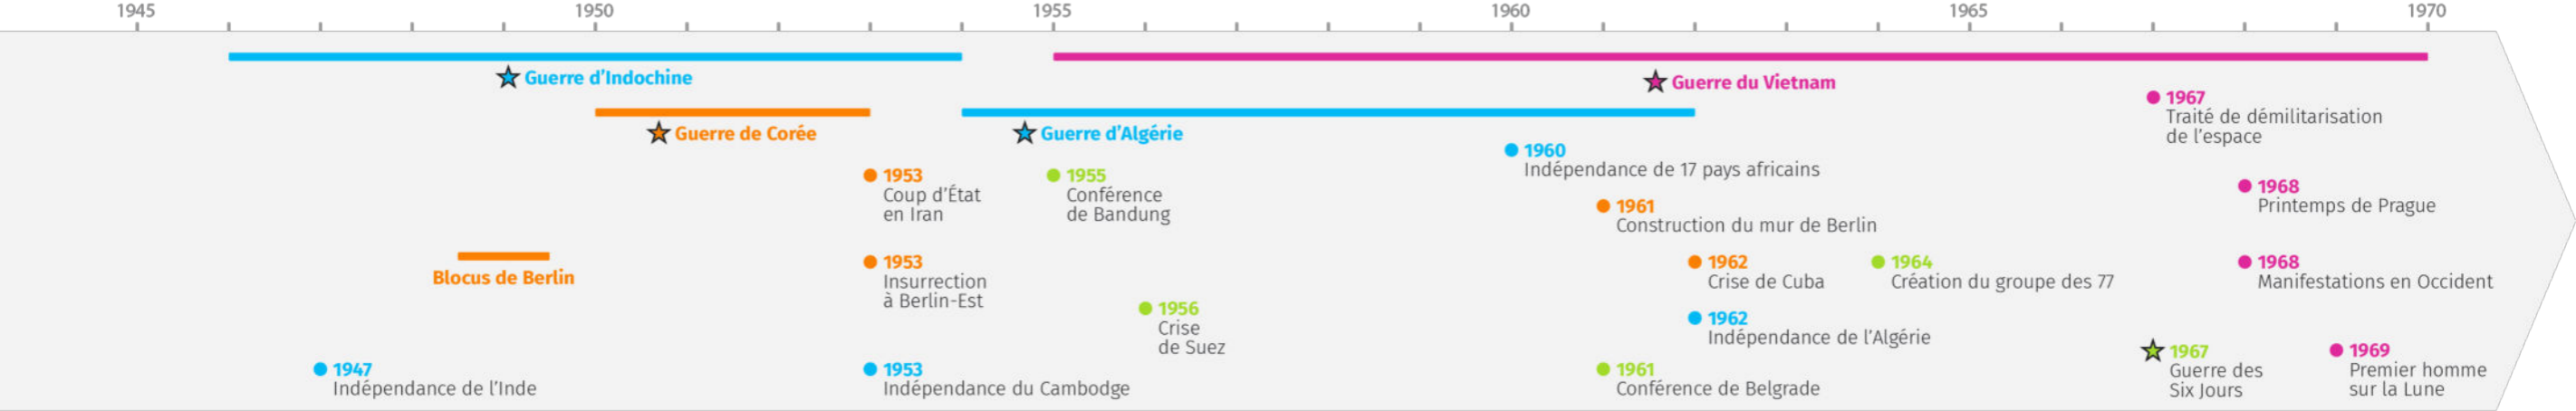 1945
1950
1955
1960
1965
1970
Guerre d'Indochine
Guerre du Vietnam
1967
Traité de démilitarisation
de l'espace
Guerre de Corée
Guerre d'Algérie
1960
Indépendance de 17 pays africains
1953
Coup d'État
en Iran
1955
Conférence
de Bandung
1968
Printemps de Prague
1961
Construction du mur de Berlin
Blocus de Berlin
1953
Insurrection
à Berlin-Est
1962
Crise de Cuba
1964
Création du groupe des 77
1968
Manifestations en Occident
1956
Crise
de Suez
1962
Indépendance de l'Algérie
1947
Indépendance de l'Inde
1953
Indépendance du Cambodge
1961
Conférence de Belgrade
1967
Guerre des
Six Jours
1969
Premier homme
sur la Lune